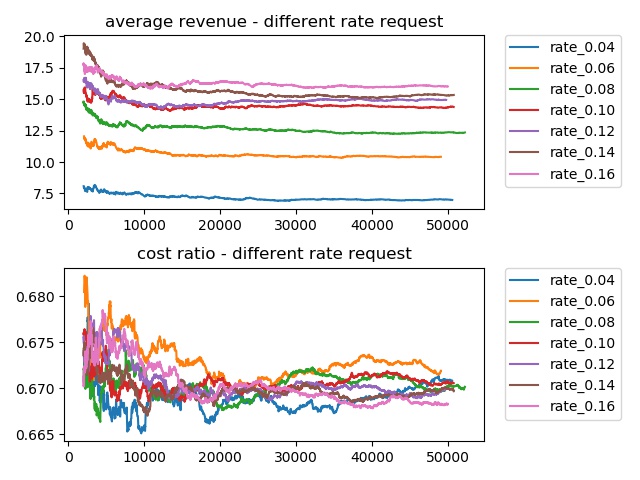 average revenue - different rate request
20.0
17.5
15.0
12.5
10.0
7.5
0 10000 20000 30000 40000 50000
rate_0.04
rate_0.06
rate_0.08
rate_0.10
rate_0.12
rate_0.14
rate_0.16
cost ratio - different rate request
0.680
0.675
0.670
0.665
0 10000 20000 30000 40000 50000
rate_0.04
rate_0.06
rate_0.08
rate_0.10
rate_0.12
rate_0.14
rate_0.16